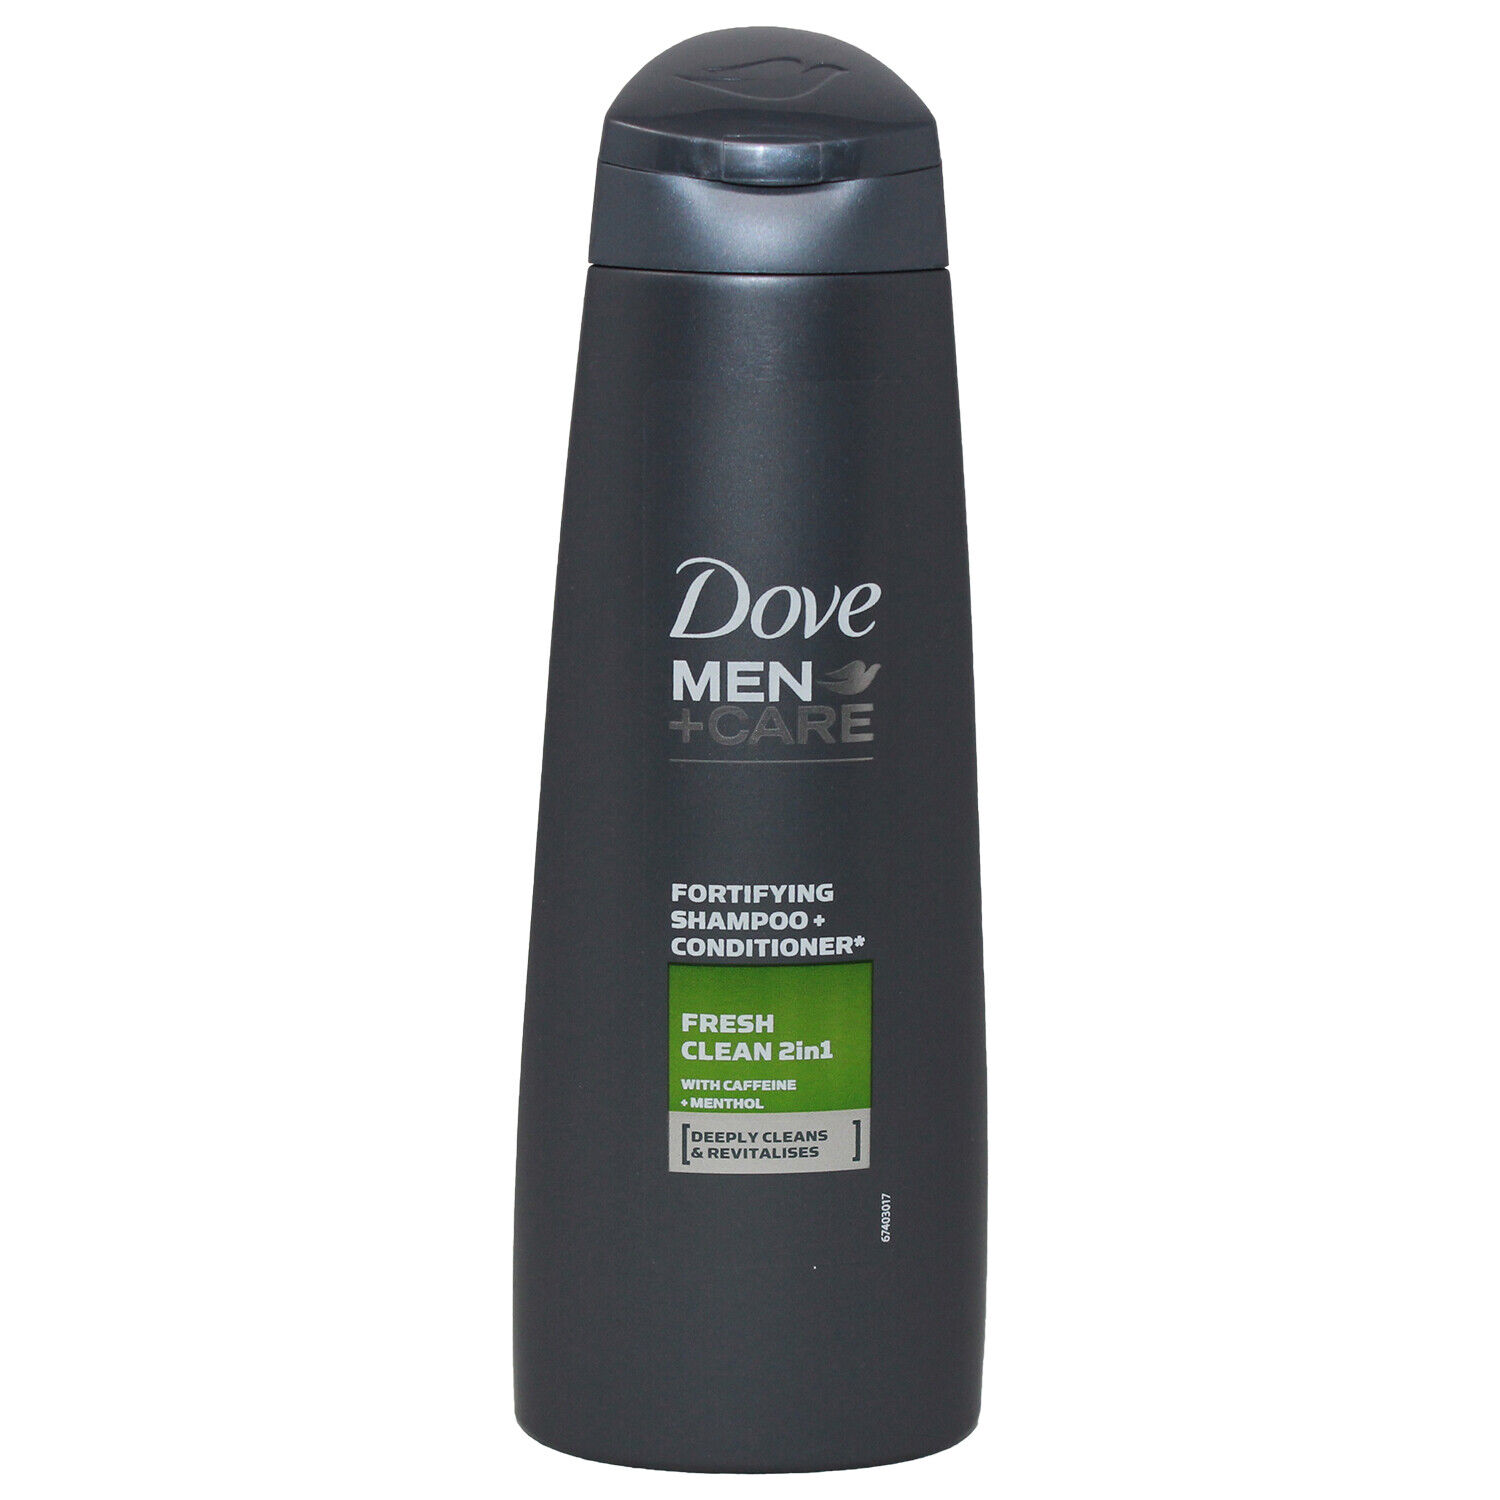 Dove
MEN
+CARE
FORTIFYING
SHAMPOO +
CONDITIONER*
FRESH
CLEAN 2in1
WITH CAFFEINE
+ MENTHOL
[DEEPLY CLEANS
& REVITALISES]
67403017